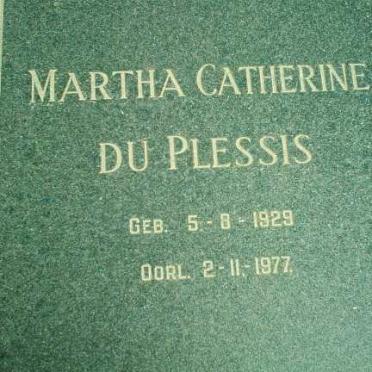 MARTHA CATHERINE
DU PLESSIS
GEB. 5-8-1929
OORL. 2-11-1977.